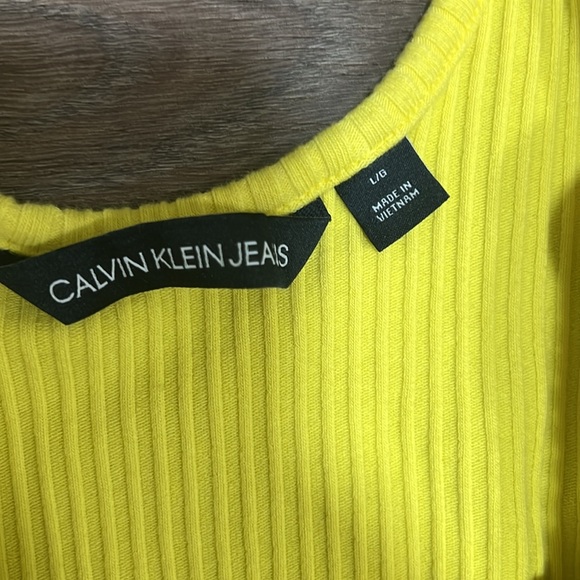 CALVIN KLEIN JEANS
L/G
MADE IN
VIETNAM